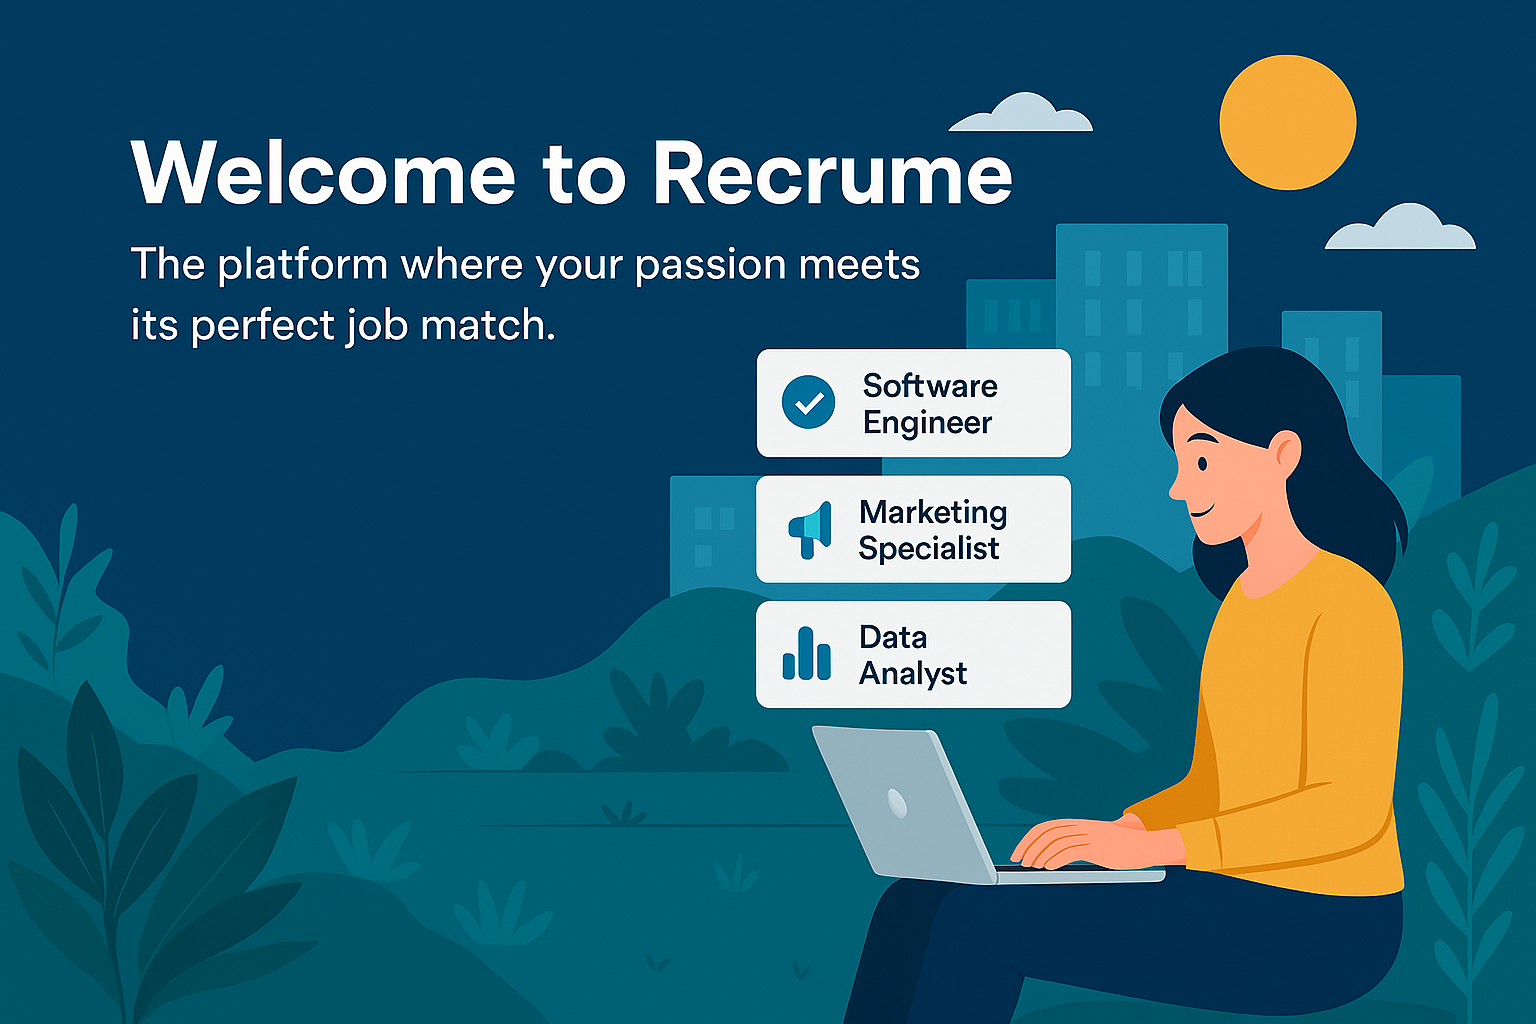 Welcome to Recrume
The platform where your passion meets
its perfect job match.
Software
Engineer
Marketing
Specialist
Data
Analyst